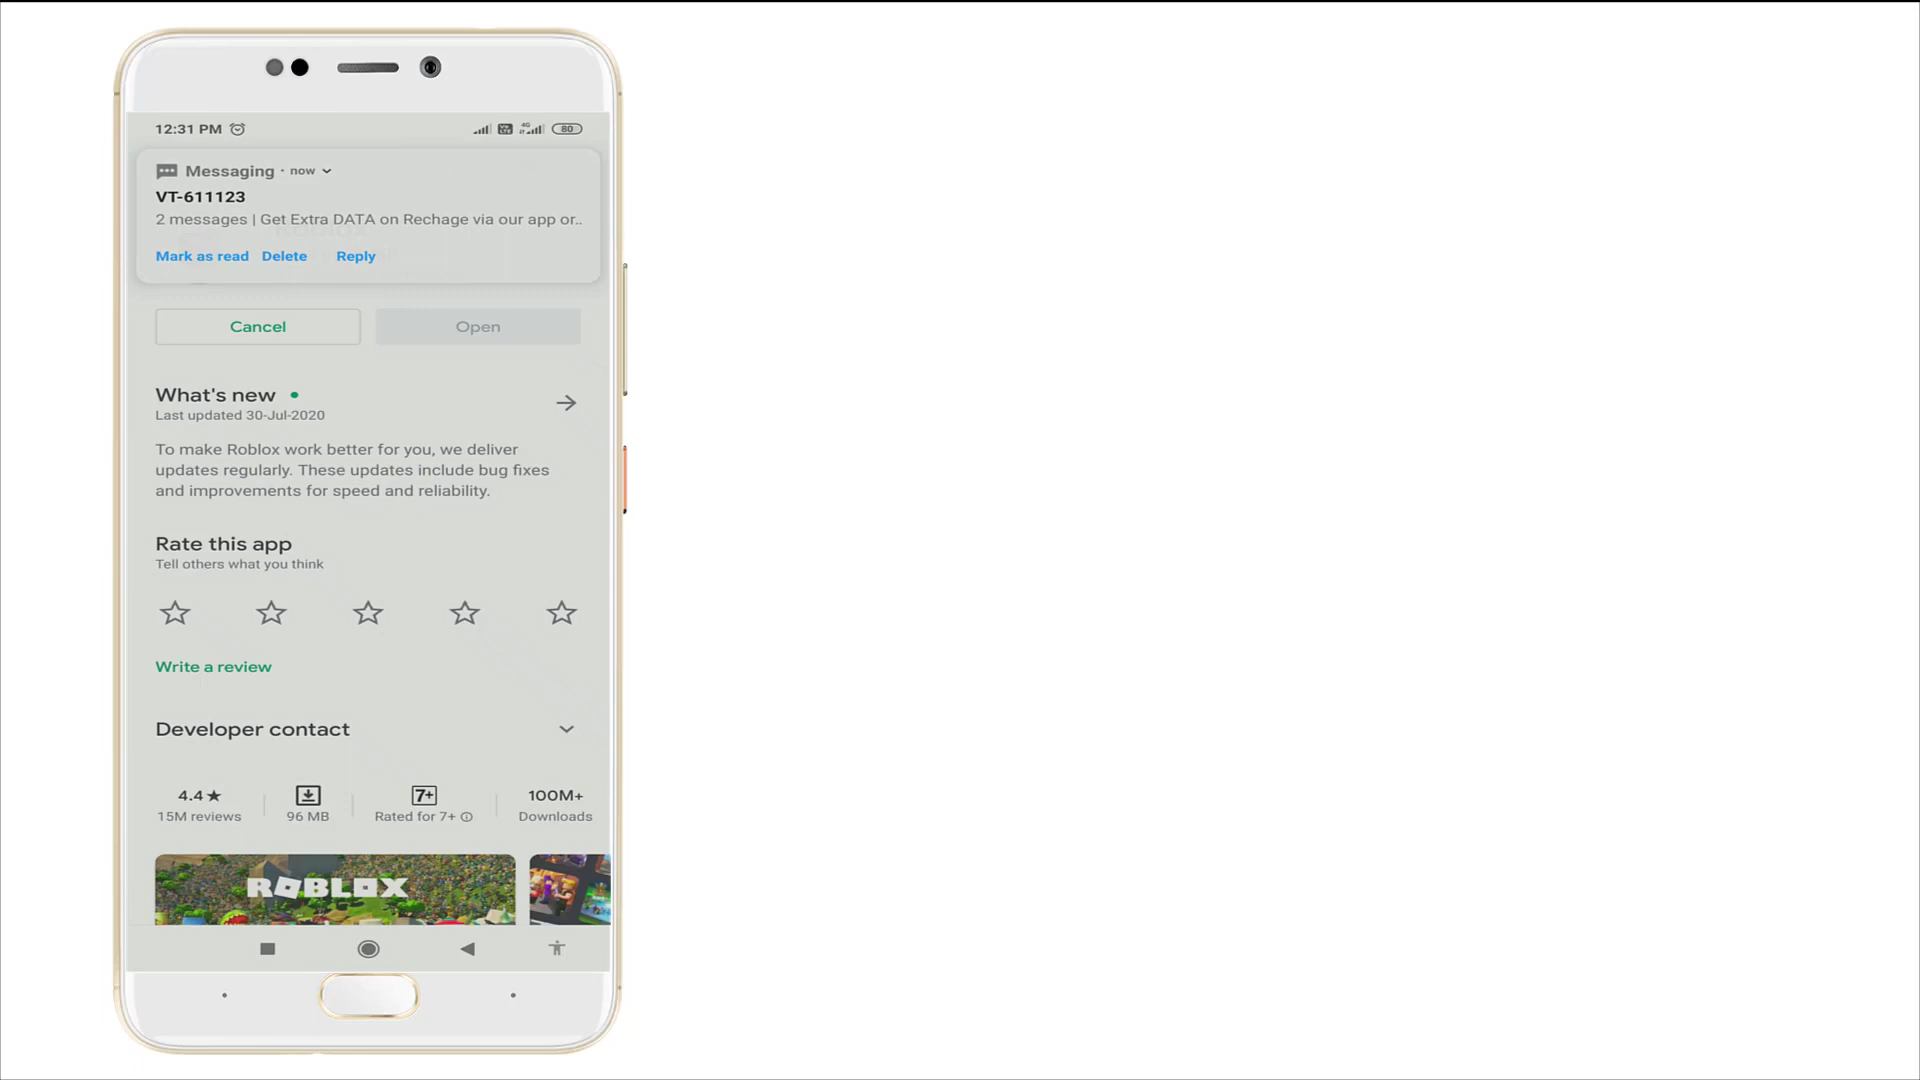 12:31 PM
4G
80
Messaging · now
VT-611123
2 messages | Get Extra DATA on Rechage via our app or..
Mark as read Delete Reply
Cancel Open
What's new
Last updated 30-Jul-2020
To make Roblox work better for you, we deliver
updates regularly. These updates include bug fixes
and improvements for speed and reliability.
Rate this app
Tell others what you think
Write a review
Developer contact
4.4★ 7+ 100M+
15M reviews 96 MB Rated for 7+ Downloads
ROBLOX